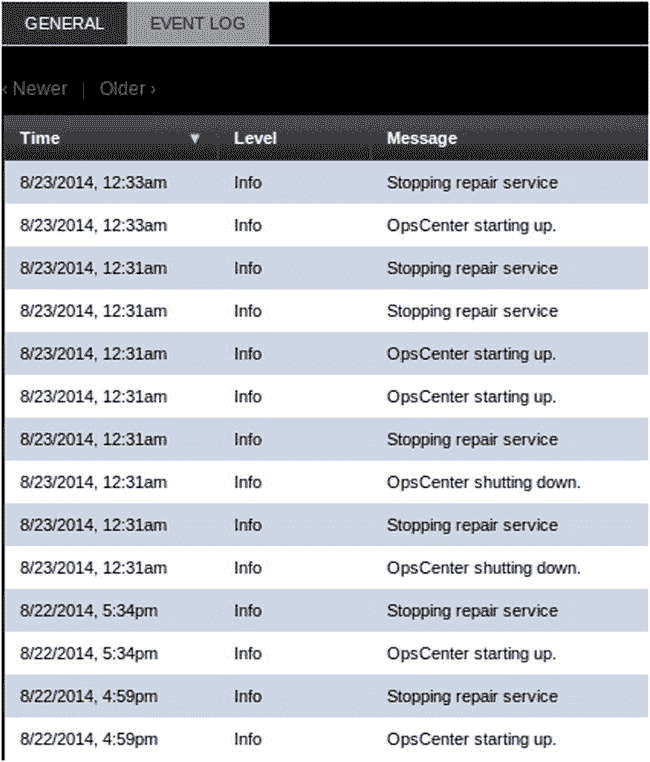 GENERAL EVENT LOG
‹ Newer | Older ›
Time ▼ Level Message
8/23/2014, 12:33am Info Stopping repair service
8/23/2014, 12:33am Info OpsCenter starting up.
8/23/2014, 12:31am Info Stopping repair service
8/23/2014, 12:31am Info Stopping repair service
8/23/2014, 12:31am Info OpsCenter starting up.
8/23/2014, 12:31am Info OpsCenter starting up.
8/23/2014, 12:31am Info Stopping repair service
8/23/2014, 12:31am Info OpsCenter shutting down.
8/23/2014, 12:31am Info Stopping repair service
8/23/2014, 12:31am Info OpsCenter shutting down.
8/22/2014, 5:34pm Info Stopping repair service
8/22/2014, 5:34pm Info OpsCenter starting up.
8/22/2014, 4:59pm Info Stopping repair service
8/22/2014, 4:59pm Info OpsCenter starting up.